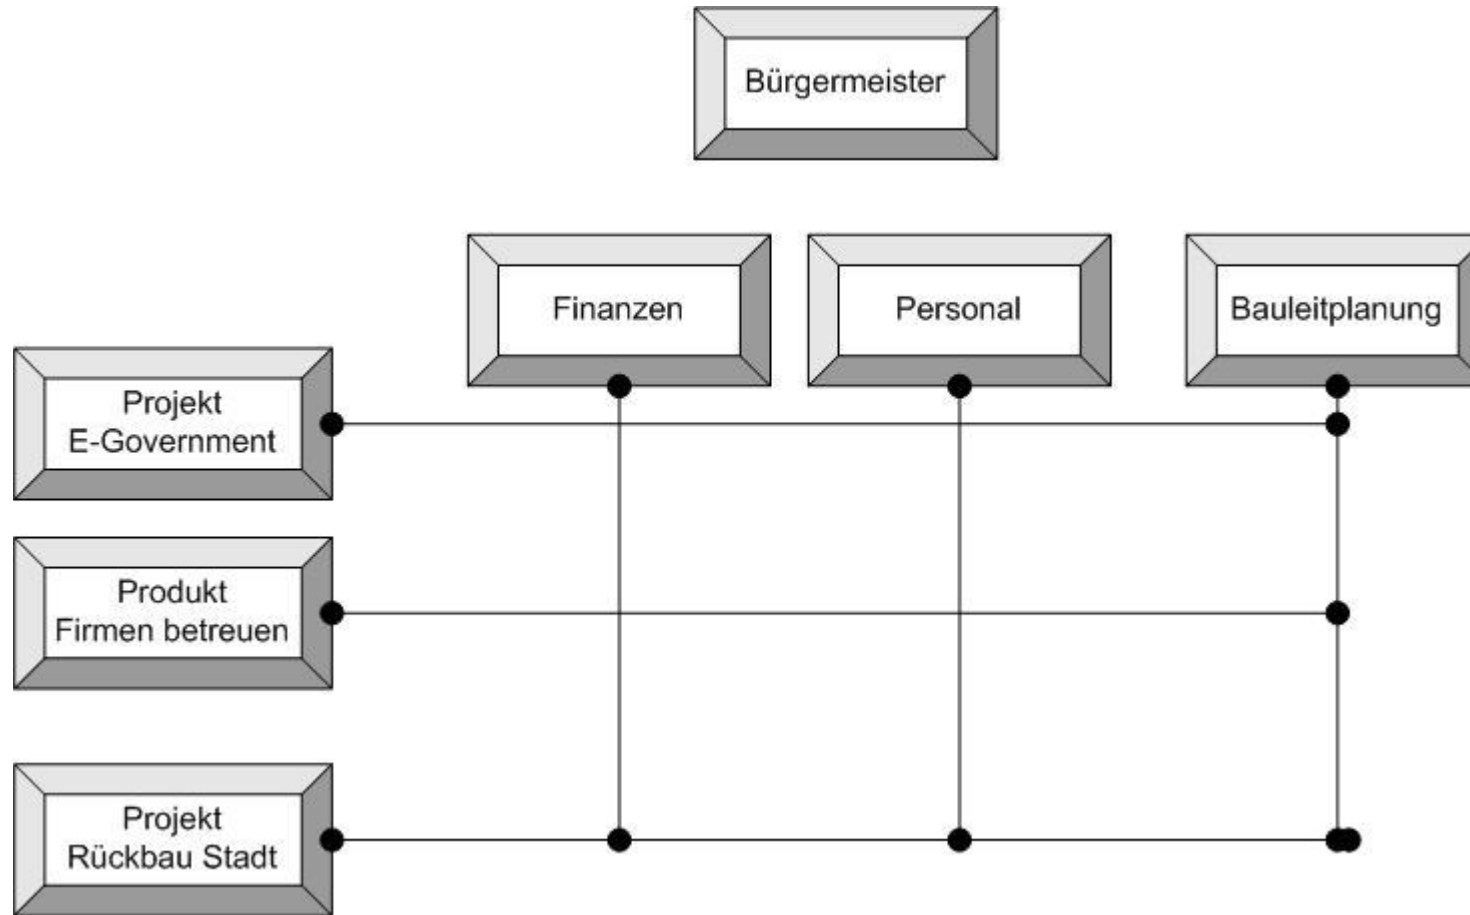 Bürgermeister
Finanzen
Personal
Bauleitplanung
Projekt
E-Government
Produkt
Firmen betreuen
Projekt
Rückbau Stadt